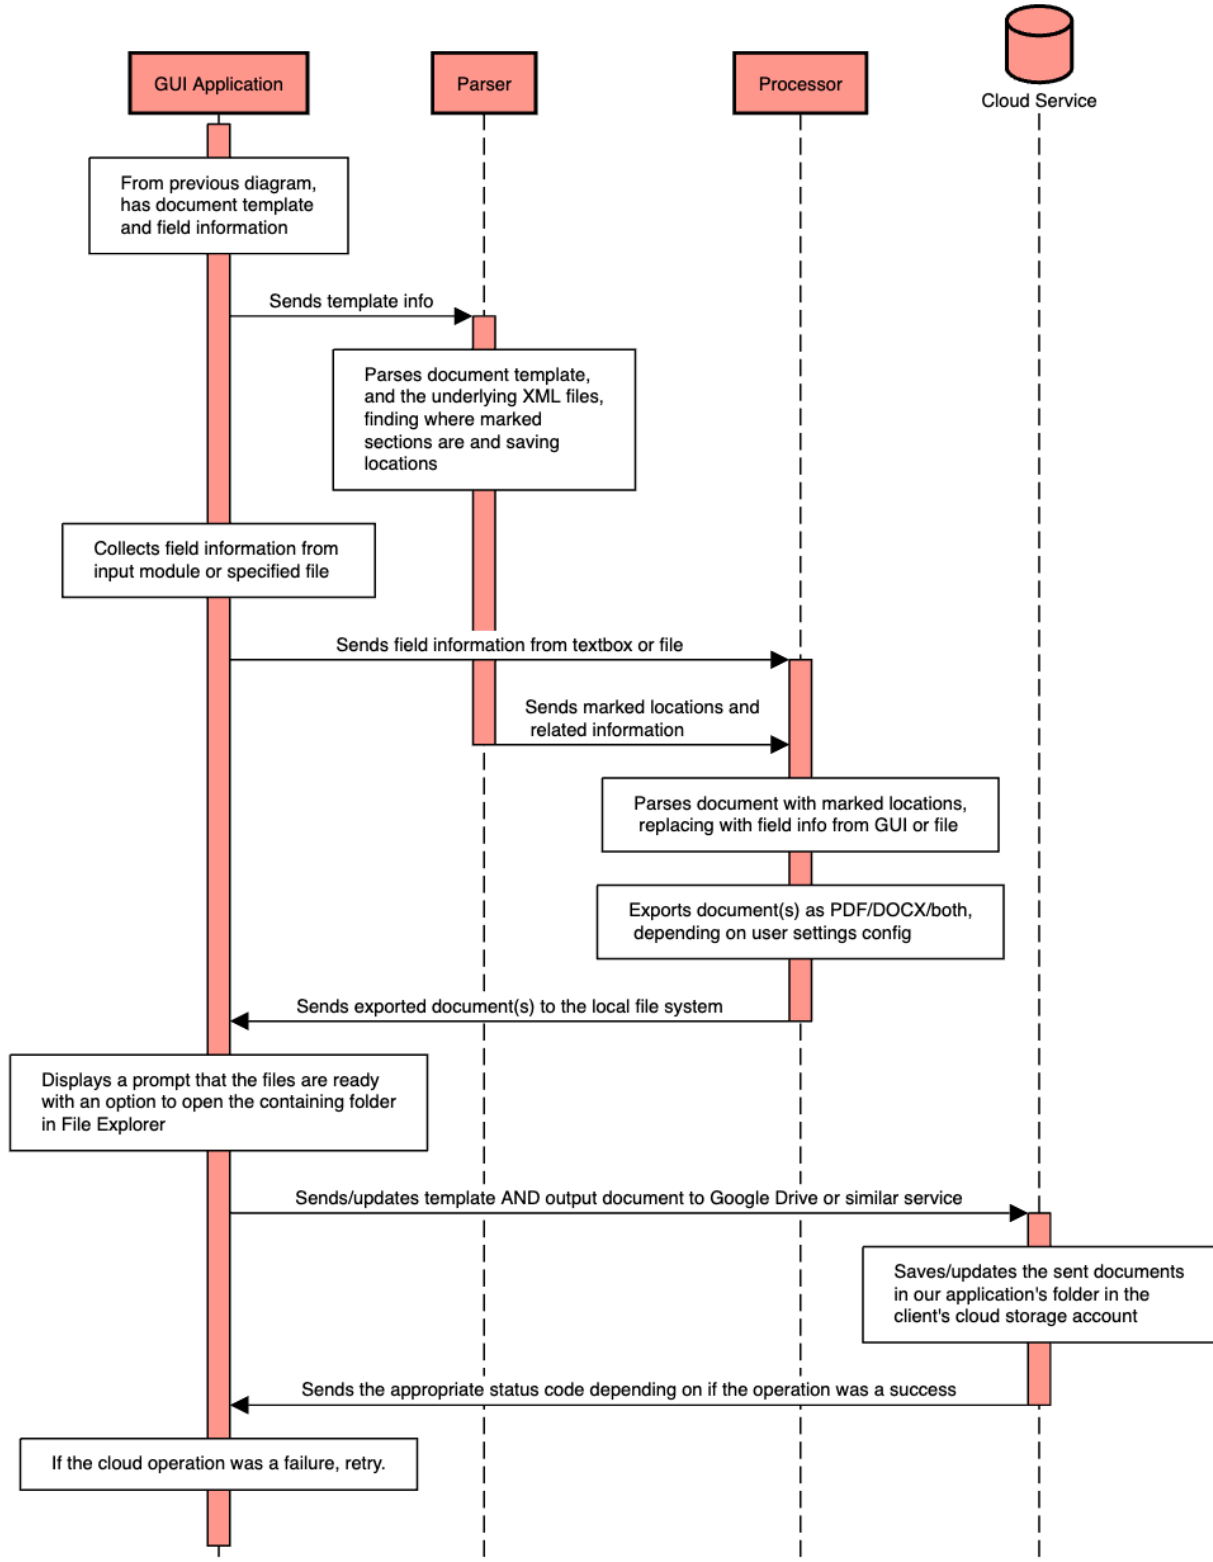 GUI Application
Parser
Processor
Cloud Service
From previous diagram,
has document template
and field information
Sends template info
Parses document template,
and the underlying XML files,
finding where marked
sections are and saving
locations
Collects field information from
input module or specified file
Sends field information from textbox or file
Sends marked locations and
related information
Parses document with marked locations,
replacing with field info from GUI or file
Exports document(s) as PDF/DOCX/both,
depending on user settings config
Sends exported document(s) to the local file system
Displays a prompt that the files are ready
with an option to open the containing folder
in File Explorer
Sends/updates template AND output document to Google Drive or similar service
Saves/updates the sent documents
in our application's folder in the
client's cloud storage account
Sends the appropriate status code depending on if the operation was a success
If the cloud operation was a failure, retry.